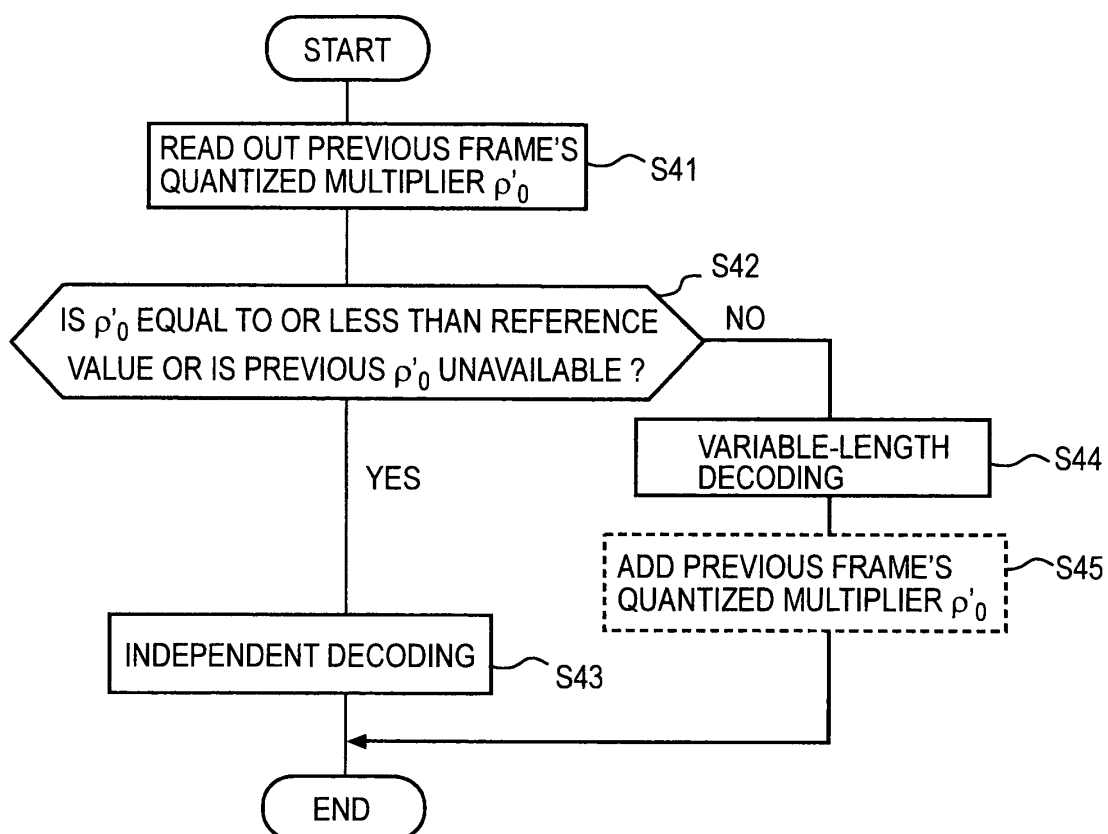 START
READ OUT PREVIOUS FRAME'S
QUANTIZED MULTIPLIER ρ'₀
S41
S42
IS ρ'₀ EQUAL TO OR LESS THAN REFERENCE
VALUE OR IS PREVIOUS ρ'₀ UNAVAILABLE ?
NO
YES
VARIABLE-LENGTH
DECODING
S44
ADD PREVIOUS FRAME'S
QUANTIZED MULTIPLIER ρ'₀
S45
INDEPENDENT DECODING
S43
END